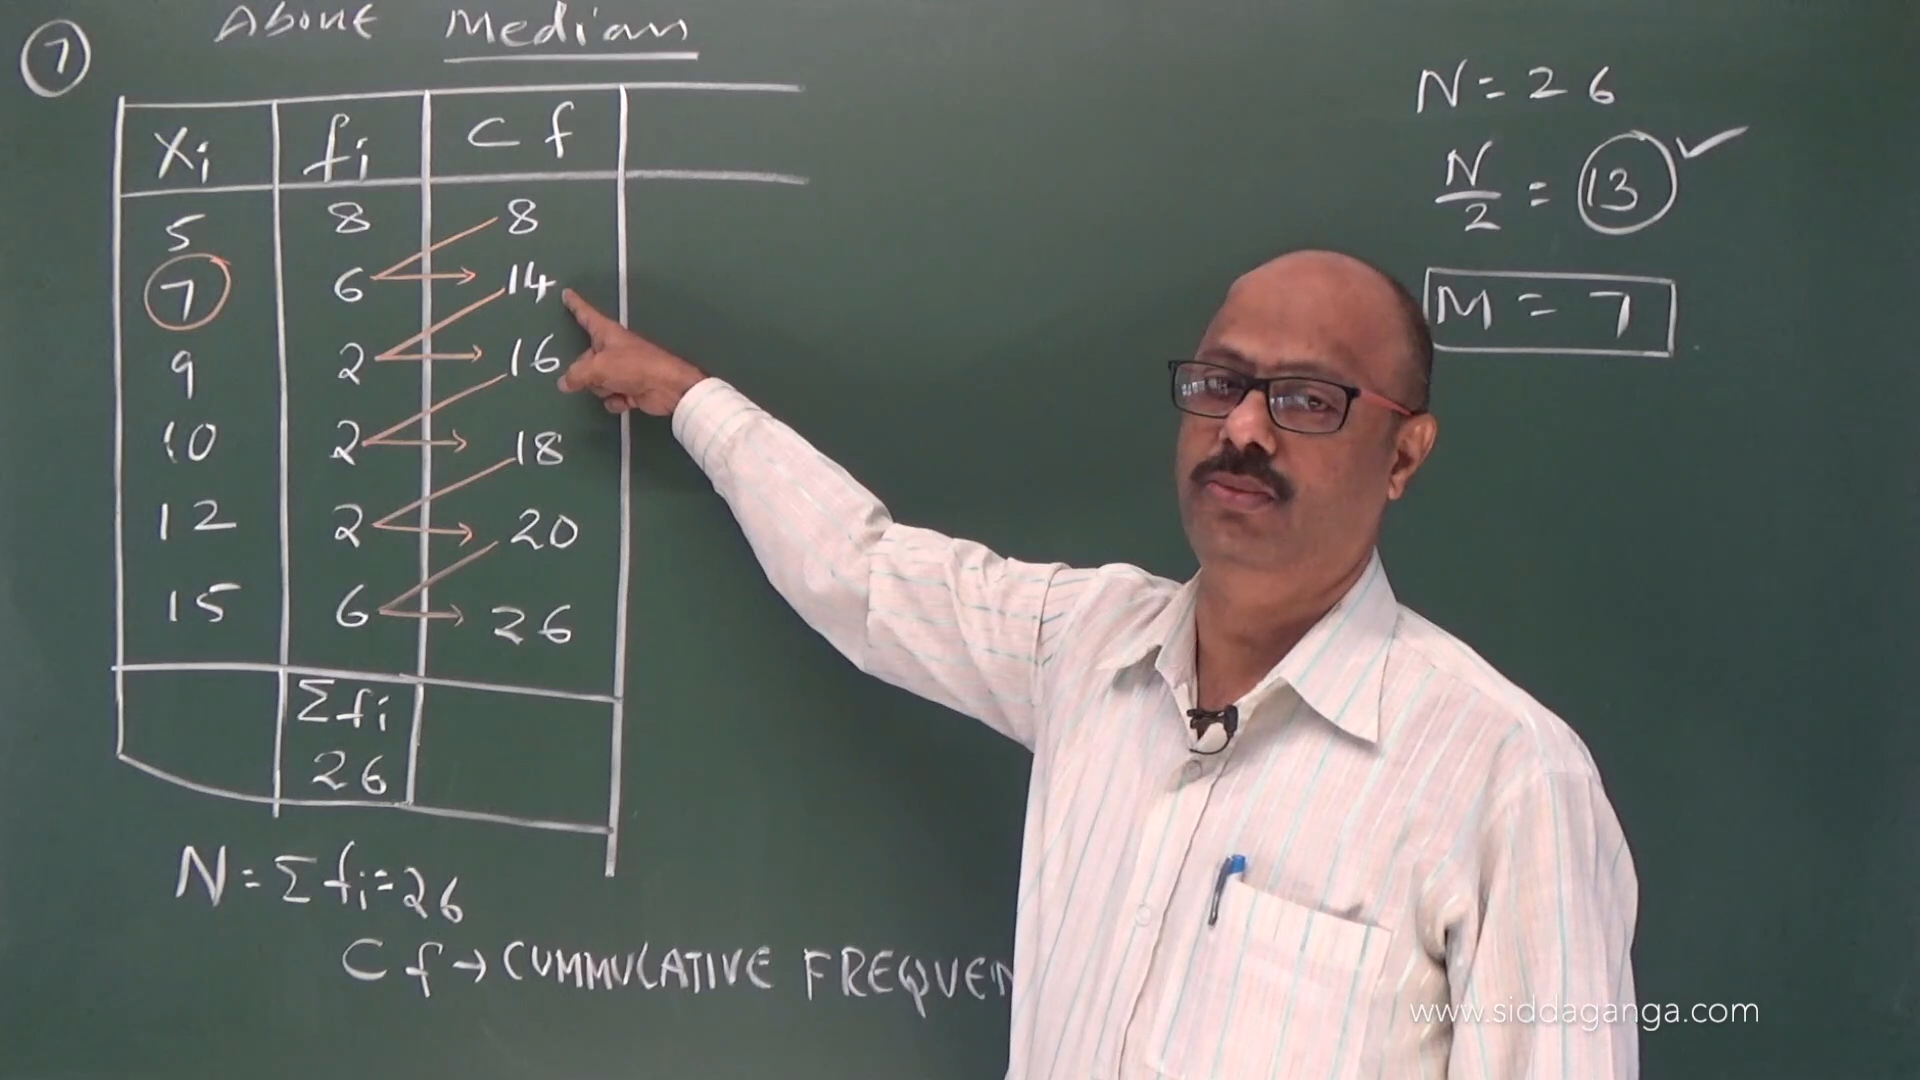 7
About Median
Xi fi Cf
5 8 8
7 6 14
9 2 16
10 2 18
12 2 20
15 6 26
Σfi
26
N = Σfi = 26
Cf → CUMMULATIVE
N = 26
N/2 = 13 ✓
M = 7
www.siddaganga.com